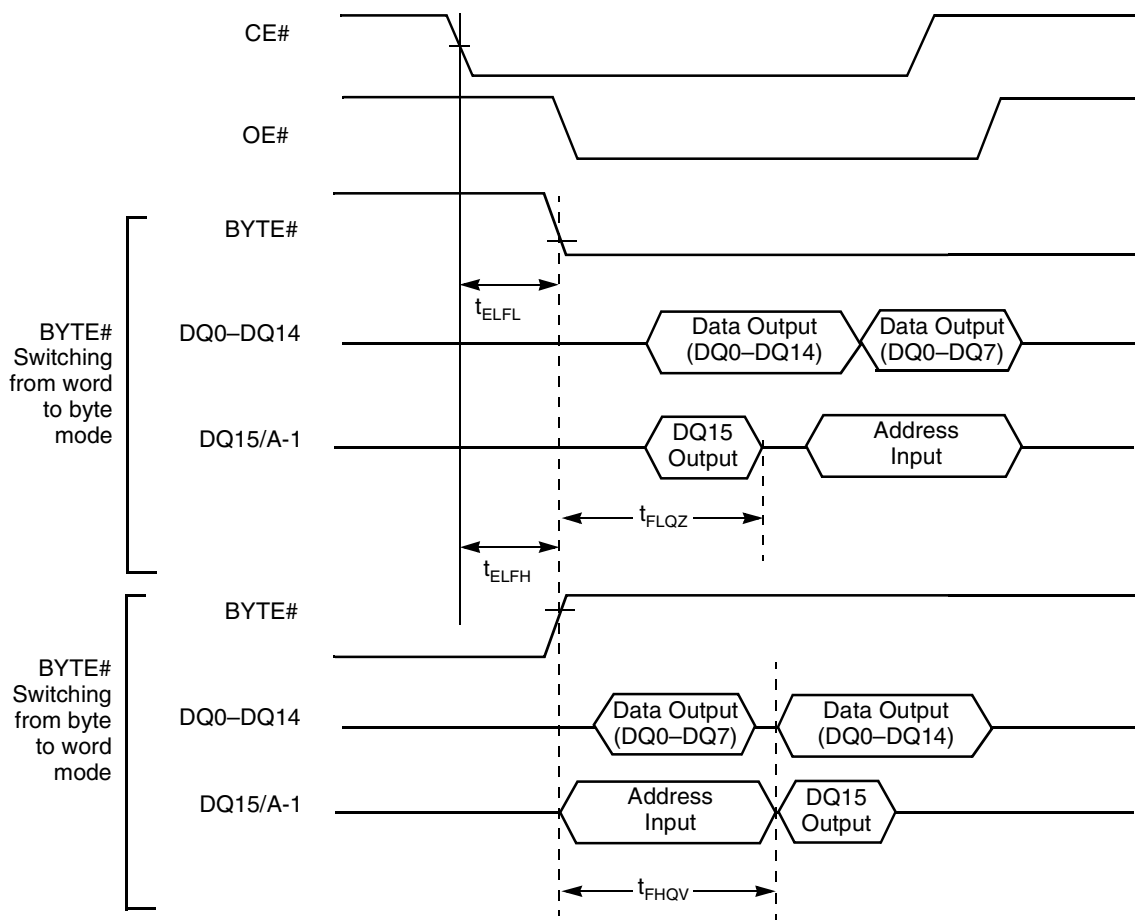 CE#
OE#
BYTE#
tELFL
BYTE#
Switching
from word
to byte
mode
DQ0–DQ14
Data Output
(DQ0–DQ14)
Data Output
(DQ0–DQ7)
DQ15/A-1
DQ15
Output
Address
Input
tFLQZ
tELFH
BYTE#
BYTE#
Switching
from byte
to word
mode
DQ0–DQ14
Data Output
(DQ0–DQ7)
Data Output
(DQ0–DQ14)
DQ15/A-1
Address
Input
DQ15
Output
tFHQV